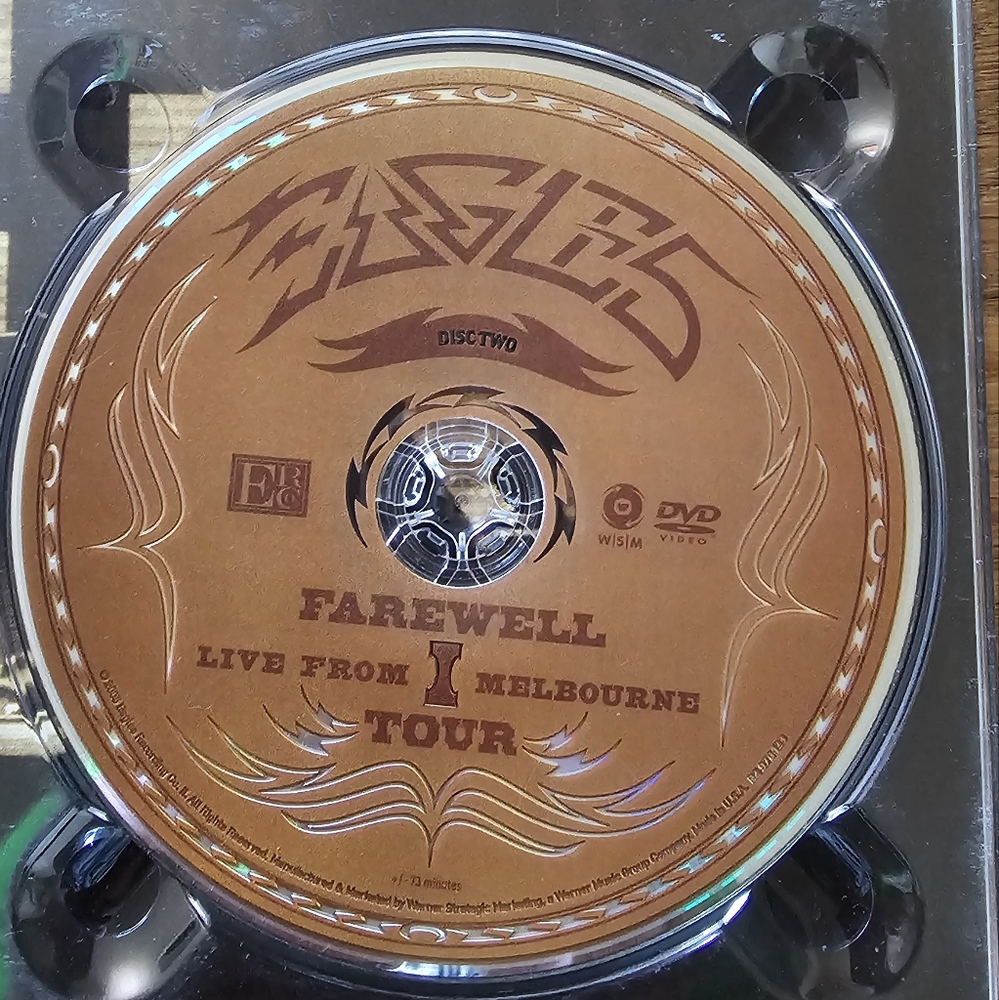 EAGLES
DISC TWO
ERC
W|S|M
DVD
VIDEO
FAREWELL
LIVE FROM I MELBOURNE
TOUR
+/- 73 minutes
Eagles Recording Co. II. All Rights Reserved. Manufactured & Marketed by Warner Strategic Marketing, a Warner Music Group Company. Made in U.S.A.